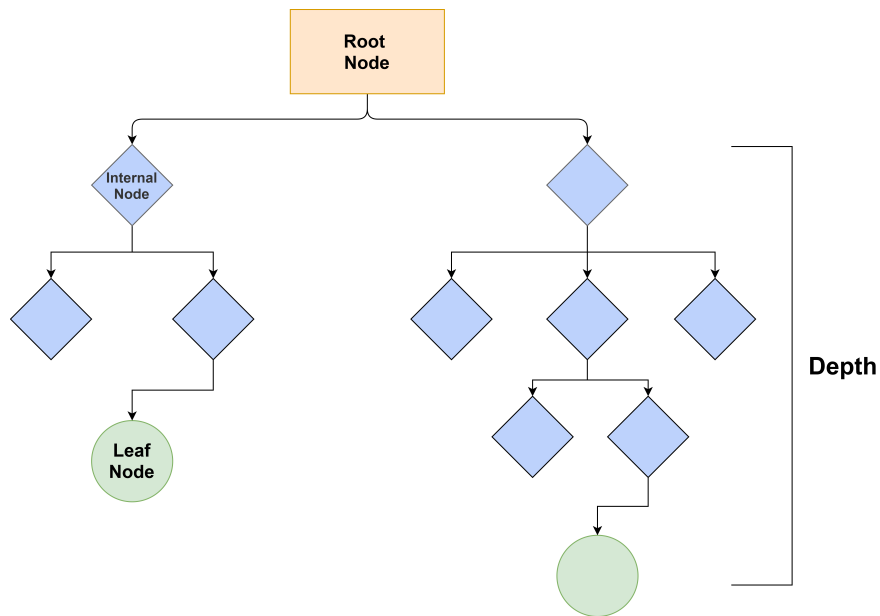 Root
Node
Internal
Node
Depth
Leaf
Node